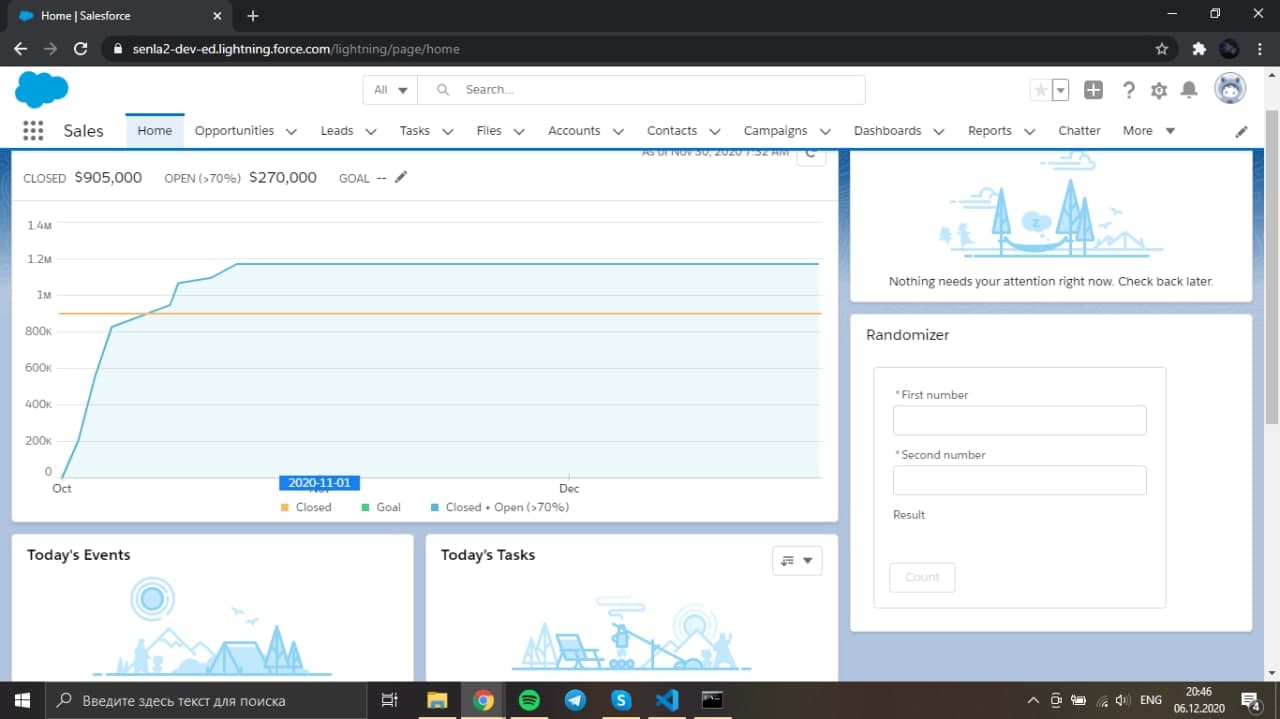 Home | Salesforce
senla2-dev-ed.lightning.force.com/lightning/page/home
All
Search...
Sales
Home
Opportunities
Leads
Tasks
Files
Accounts
Contacts
Campaigns
Dashboards
Reports
Chatter
More
As of Nov 30, 2020 7:32 AM
CLOSED $905,000 OPEN (>70%) $270,000 GOAL --
1.4M
1.2M
1M
800K
600K
400K
200K
0
Oct
2020-11-01
Dec
Closed
Goal
Closed + Open (>70%)
Nothing needs your attention right now. Check back later.
Randomizer
*First number
*Second number
Result
Count
Today's Events
Today's Tasks
z
Введите здесь текст для поиска
ENG
20:46
06.12.2020
4